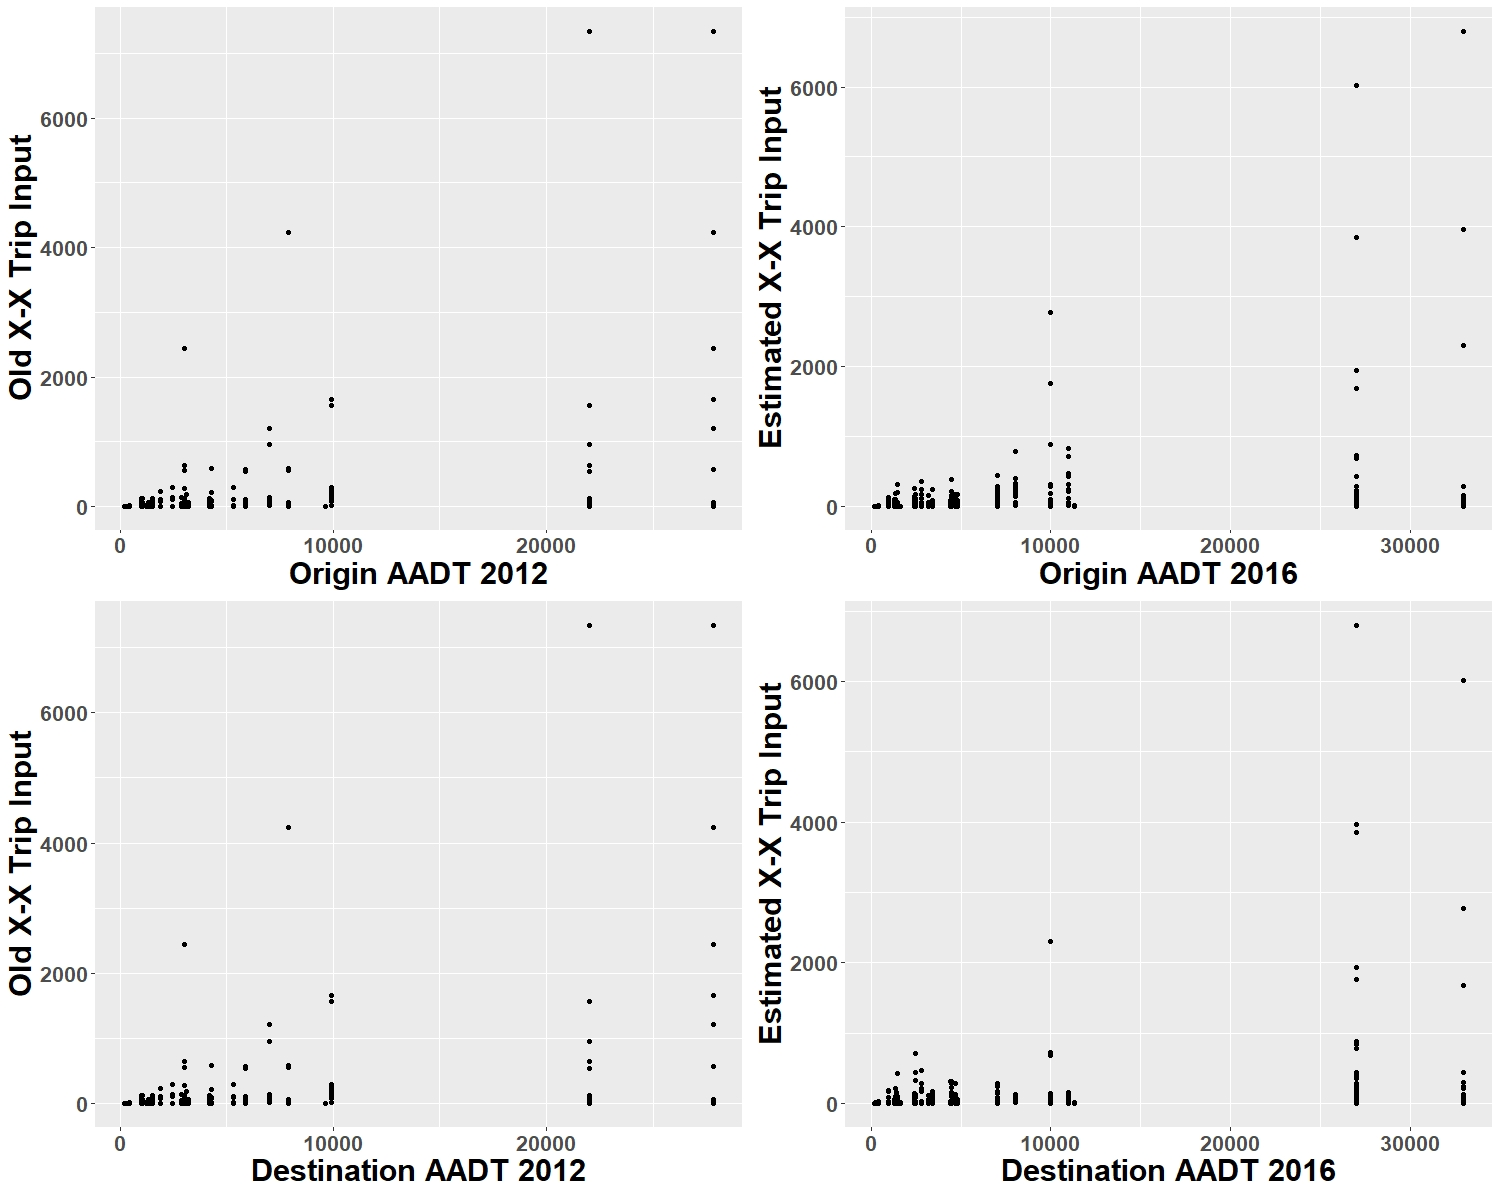 Old X-X Trip Input
6000
4000
2000
0
0 10000 20000
Origin AADT 2012
Estimated X-X Trip Input
6000
4000
2000
0
0 10000 20000 30000
Origin AADT 2016
Old X-X Trip Input
6000
4000
2000
0
0 10000 20000
Destination AADT 2012
Estimated X-X Trip Input
6000
4000
2000
0
0 10000 20000 30000
Destination AADT 2016